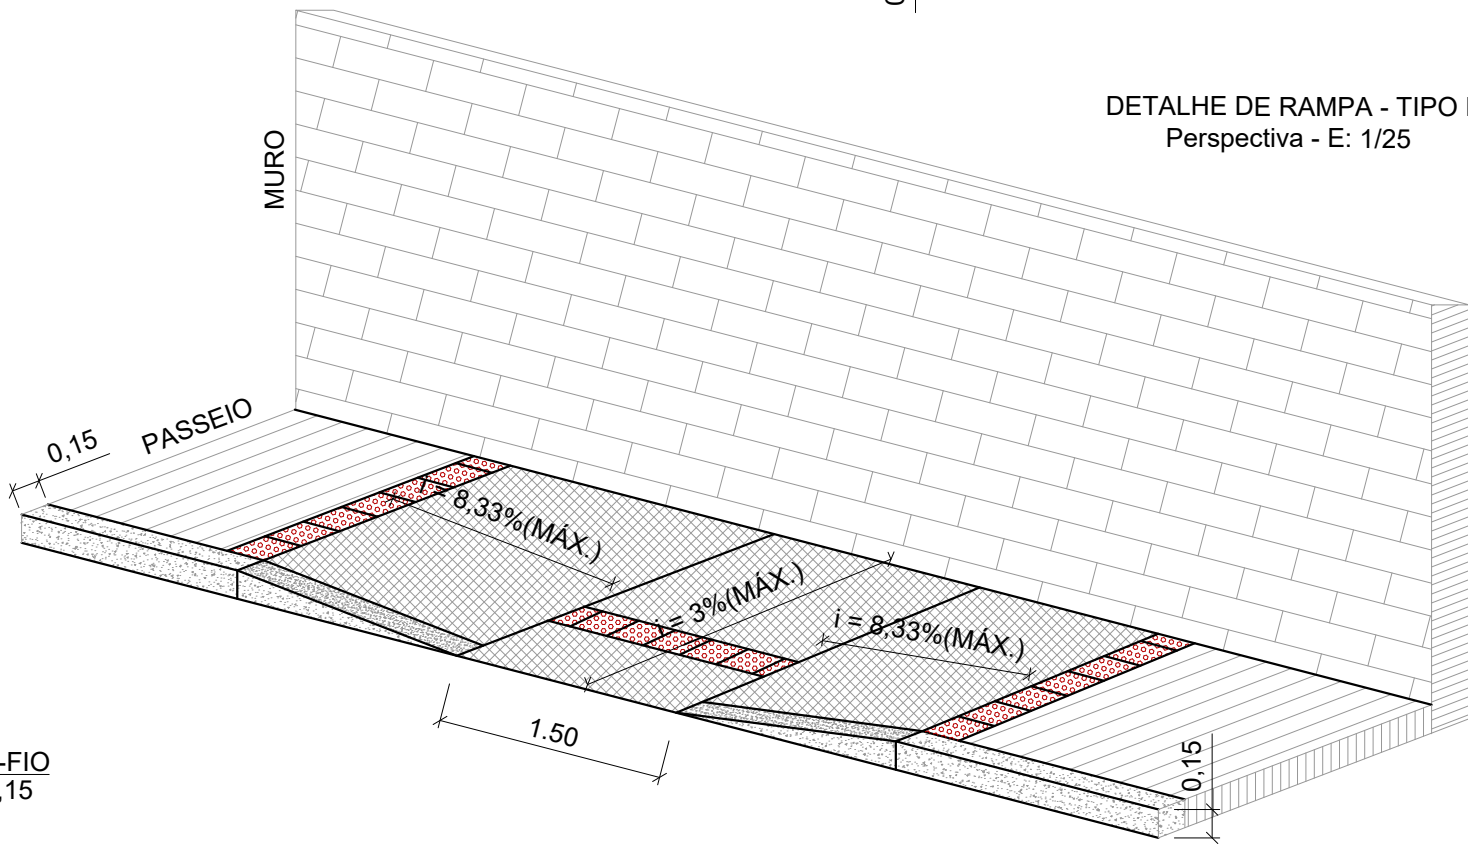 DETALHE DE RAMPA - TIPO
Perspectiva - E: 1/25
MURO
PASSEIO
0,15
i = 8,33%(MÁX.)
i = 3%(MÁX.)
i = 8,33%(MÁX.)
1.50
0,15
-FIO
,15